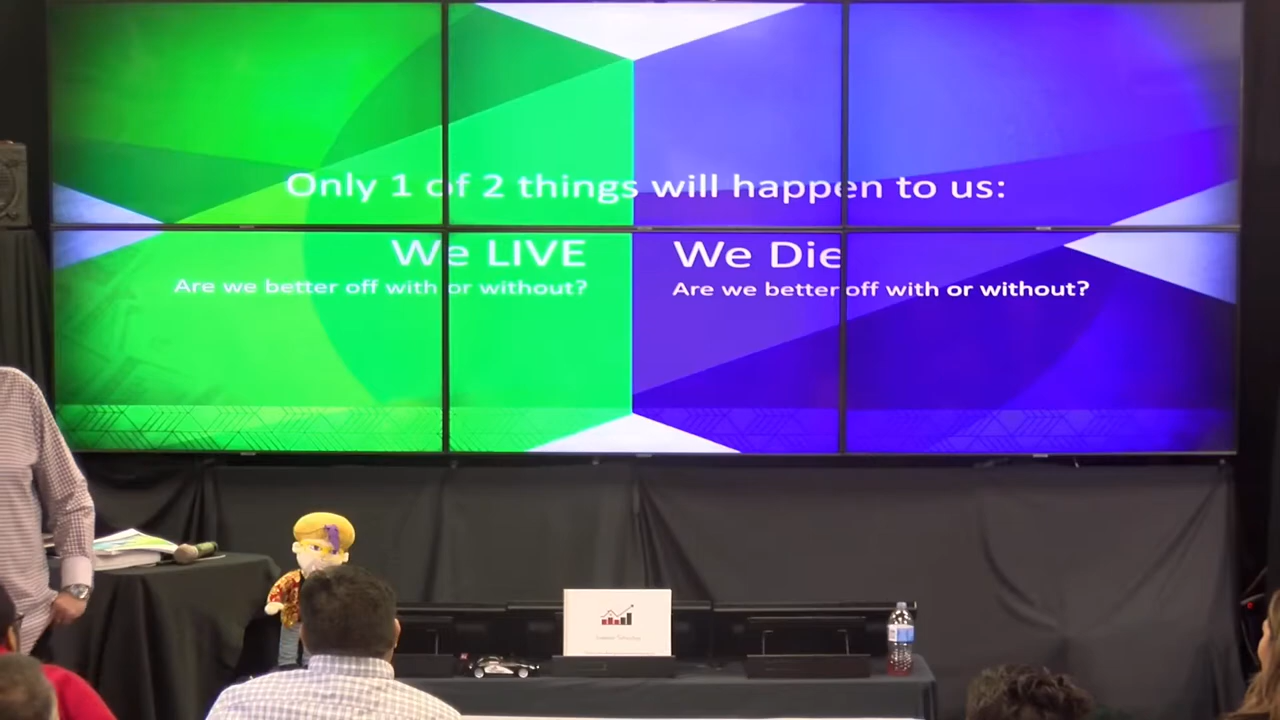 Only 1 of 2 things will happen to us:
We LIVE
Are we better off with or without?
We Die
Are we better off with or without?